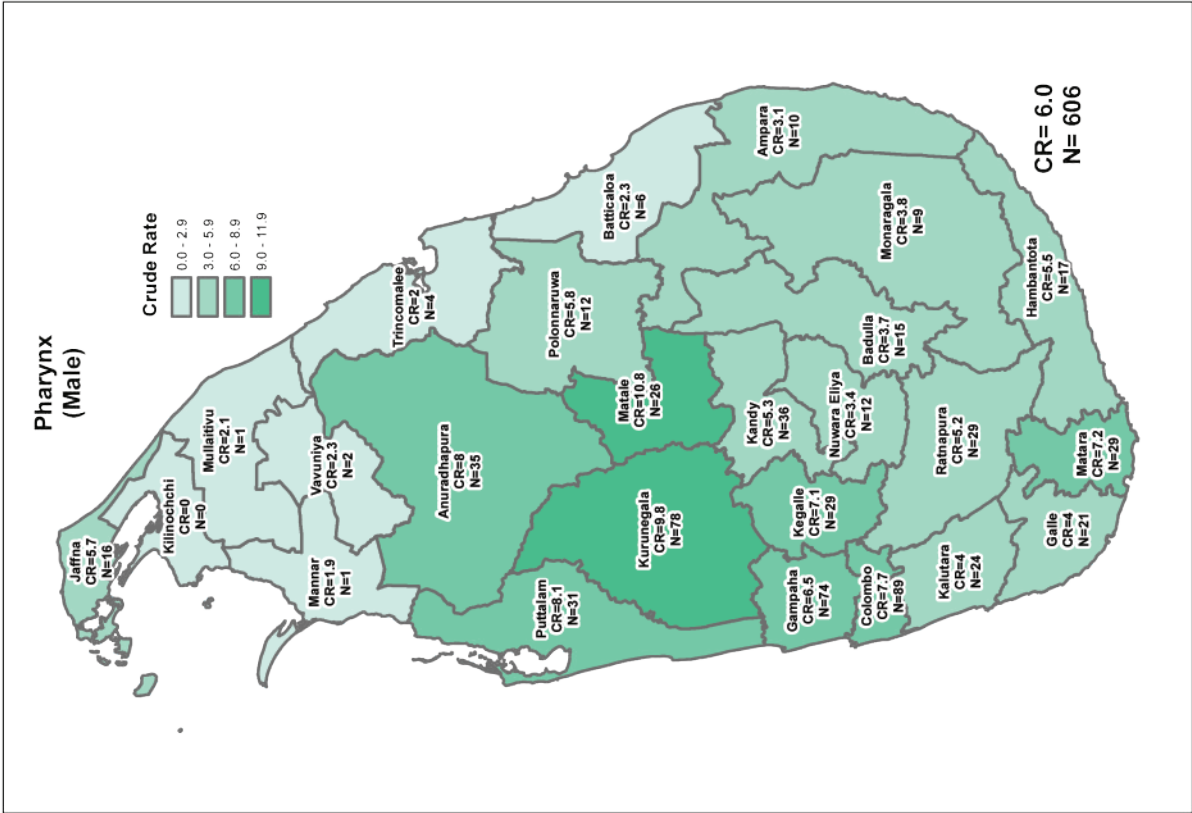 Pharynx
(Male)
Crude Rate
0.0 - 2.9
3.0 - 5.9
6.0 - 8.9
9.0 - 11.9
Jaffna
CR=5.7
N=16
Kilinochchi
CR=0
N=0
Mullaitivu
CR=2.1
N=1
Mannar
CR=1.9
N=1
Vavuniya
CR=2.3
N=2
Trincomalee
CR=2
N=4
Anuradhapura
CR=8
N=35
Puttalam
CR=8.1
N=31
Polonnaruwa
CR=5.8
N=12
Batticaloa
CR=2.3
N=6
Kurunegala
CR=9.8
N=78
Matale
CR=10.8
N=26
Ampara
CR=3.1
N=10
Kandy
CR=5.3
N=36
Kegalle
CR=7.1
N=29
Gampaha
CR=6.5
N=74
Nuwara Eliya
CR=3.4
N=12
Badulla
CR=3.7
N=15
Monaragala
CR=3.8
N=9
Colombo
CR=7.7
N=89
Kalutara
CR=4
N=24
Ratnapura
CR=5.2
N=29
Hambantota
CR=5.5
N=17
Galle
CR=4
N=21
Matara
CR=7.2
N=29
CR= 6.0
N= 606